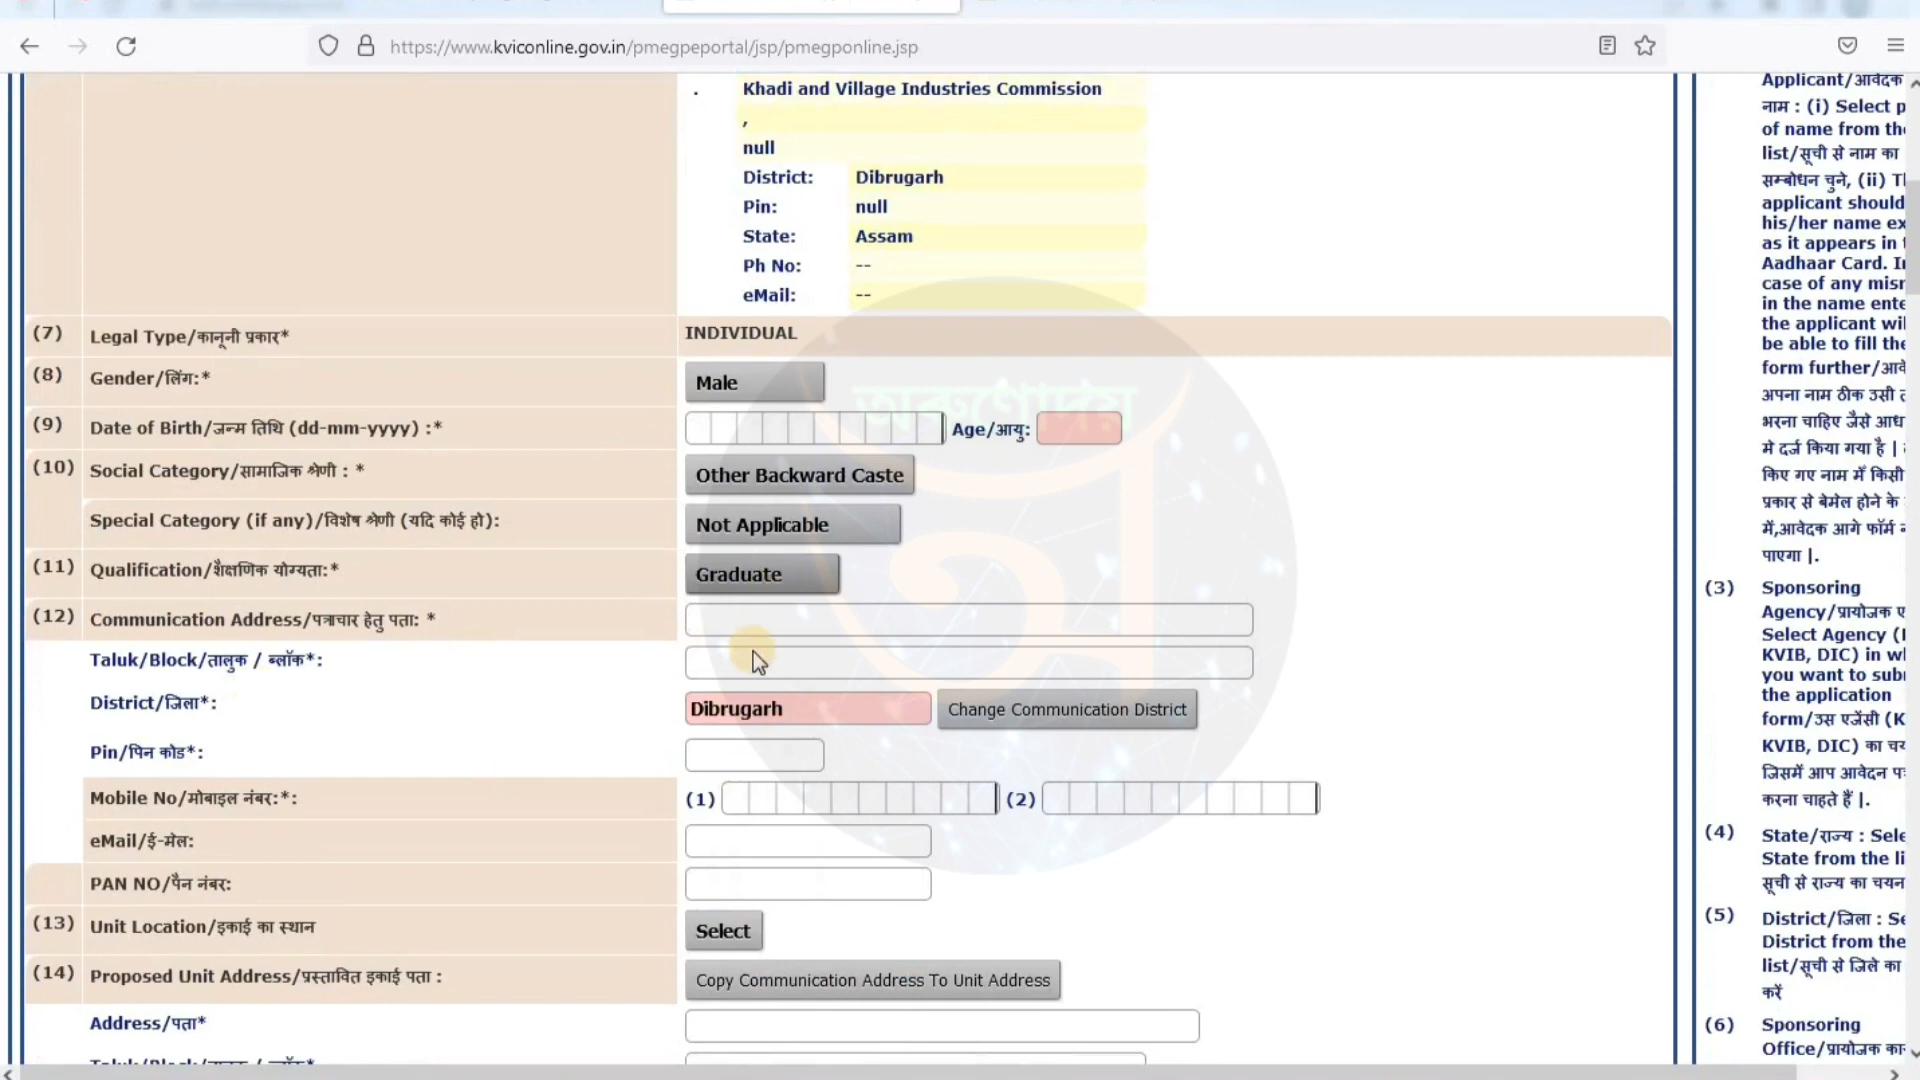 https://www.kviconline.gov.in/pmegpeportal/jsp/pmegponline.jsp
. Khadi and Village Industries Commission
,
null
District: Dibrugarh
Pin: null
State: Assam
Ph No: --
eMail: --
(7) Legal Type/कानूनी प्रकार* INDIVIDUAL
(8) Gender/लिंग:* Male
(9) Date of Birth/जन्म तिथि (dd-mm-yyyy) :* Age/आयु:
(10) Social Category/सामाजिक श्रेणी : * Other Backward Caste
Special Category (if any)/विशेष श्रेणी (यदि कोई हो): Not Applicable
(11) Qualification/शैक्षणिक योग्यता:* Graduate
(12) Communication Address/पत्राचार हेतु पता: *
Taluk/Block/तालुक / ब्लॉक*:
District/जिला*: Dibrugarh Change Communication District
Pin/पिन कोड*:
Mobile No/मोबाइल नंबर:*: (1) (2)
eMail/ई-मेल:
PAN NO/पैन नंबर:
(13) Unit Location/इकाई का स्थान Select
(14) Proposed Unit Address/प्रस्तावित इकाई पता : Copy Communication Address To Unit Address
Address/पता*
অরুণোদয়
অ
Applicant/आवेदक
नाम : (i) Select
of name from
list/सूची से नाम का
सम्बोधन चुने, (ii)
applicant should
his/her name
as it appears in
Aadhaar Card.
case of any
in the name
the applicant
be able to fill the
form further/
अपना नाम ठीक उसी
भरना चाहिए जैसे
मे दर्ज किया गया है |
किए गए नाम में किसी
प्रकार से बेमेल होने के
में,आवेदक आगे फॉर्म
पाएगा |.
(3) Sponsoring
Agency/प्रायोजक
Select Agency
KVIB, DIC) in
you want to
the application
form/उस एजेंसी
KVIB, DIC) का
जिसमें आप आवेदन
करना चाहते हैं |.
(4) State/राज्य :
State from the
सूची से राज्य का चयन
(5) District/जिला :
District from the
list/सूची से जिले का
करें
(6) Sponsoring
Office/प्रायोजक